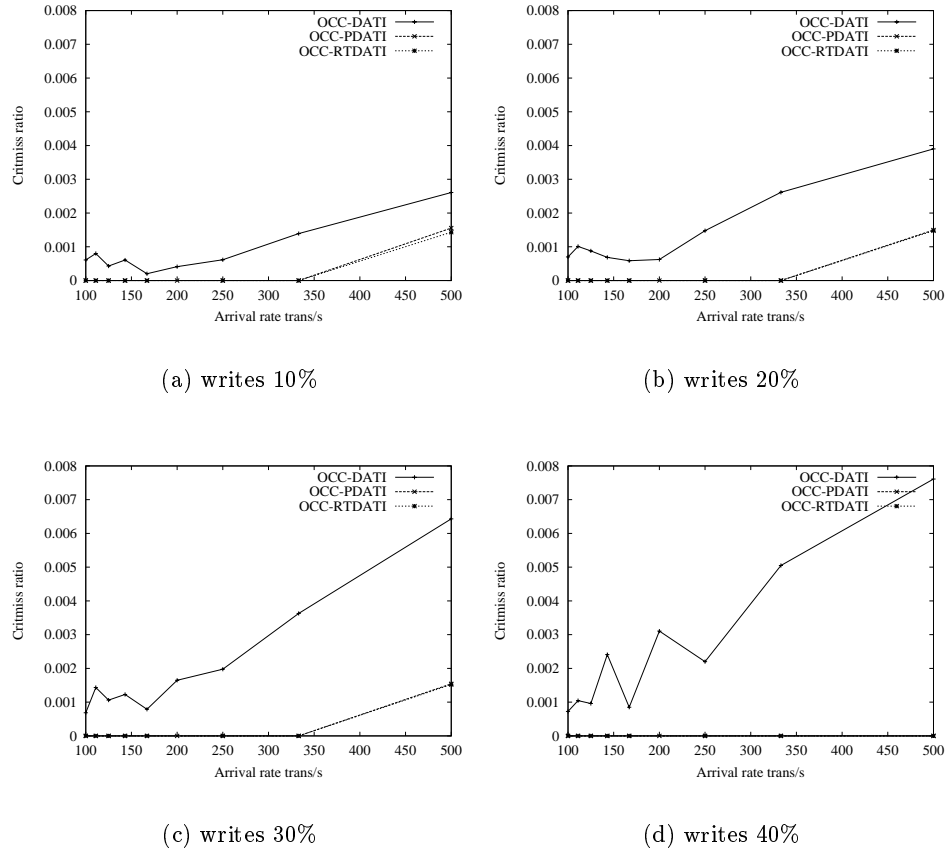 0.008
0.007
0.006
0.005
0.004
0.003
0.002
0.001
0
100 150 200 250 300 350 400 450 500
Critmiss ratio
Arrival rate trans/s
OCC-DATI
OCC-PDATI
OCC-RTDATI
(a) writes 10%
0.008
0.007
0.006
0.005
0.004
0.003
0.002
0.001
0
100 150 200 250 300 350 400 450 500
Critmiss ratio
Arrival rate trans/s
OCC-DATI
OCC-PDATI
OCC-RTDATI
(b) writes 20%
0.008
0.007
0.006
0.005
0.004
0.003
0.002
0.001
0
100 150 200 250 300 350 400 450 500
Critmiss ratio
Arrival rate trans/s
OCC-DATI
OCC-PDATI
OCC-RTDATI
(c) writes 30%
0.008
0.007
0.006
0.005
0.004
0.003
0.002
0.001
0
100 150 200 250 300 350 400 450 500
Critmiss ratio
Arrival rate trans/s
OCC-DATI
OCC-PDATI
OCC-RTDATI
(d) writes 40%